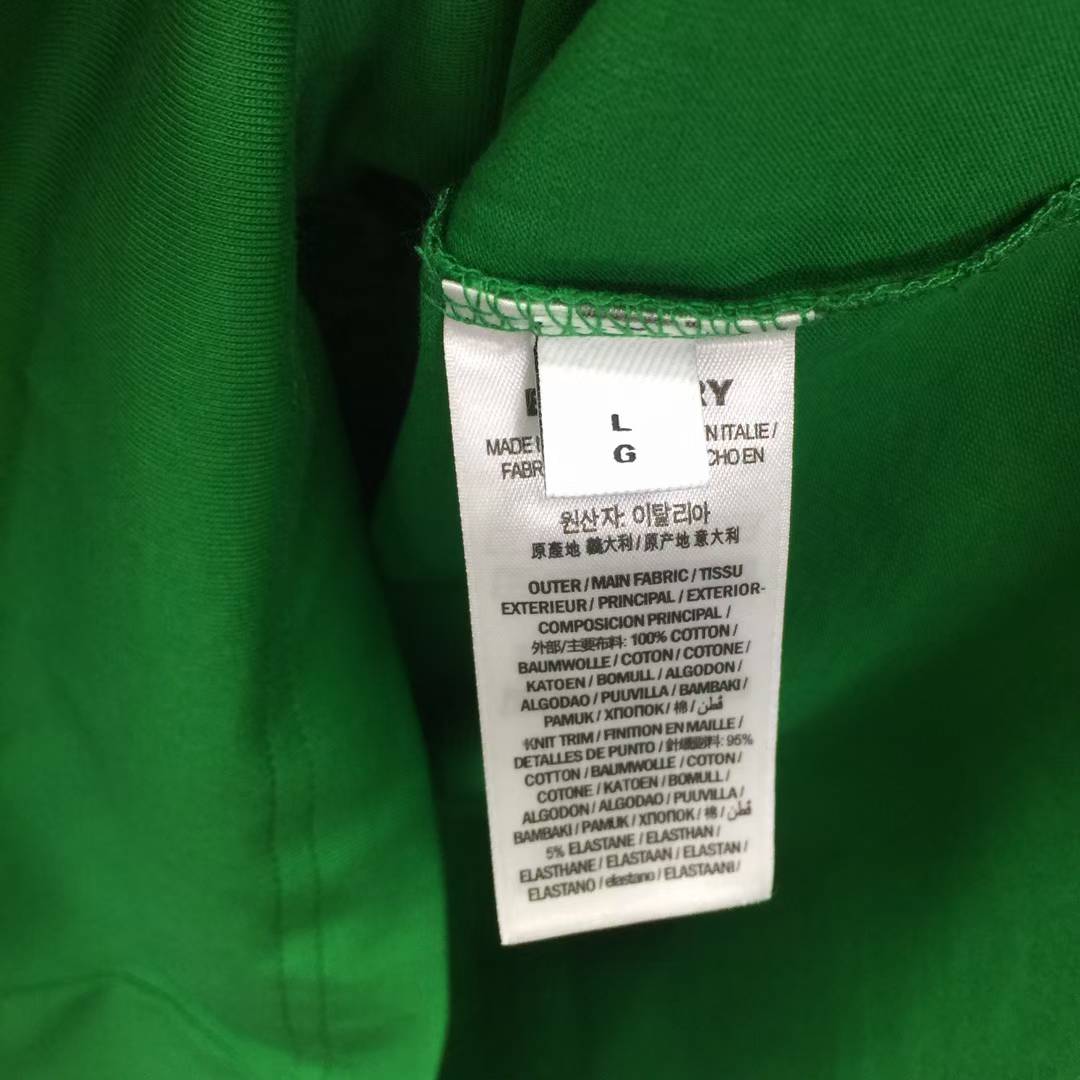 RY
L
G
MADE I
N ITALIE /
FABR
CHO EN
원산지: 이탈리아
原產地 義大利 / 原产地 意大利
OUTER / MAIN FABRIC / TISSU
EXTERIEUR / PRINCIPAL / EXTERIOR-
COMPOSICION PRINCIPAL /
外部/主要布料: 100% COTTON /
BAUMWOLLE / COTON / COTONE /
KATOEN / BOMULL / ALGODON /
ALGODAO / PUUVILLA / BAMBAKI /
PAMUK / ХЛОПОК / 棉 / قطن /
KNIT TRIM / FINITION EN MAILLE /
DETALLES DE PUNTO / 針織 95%
COTTON / BAUMWOLLE / COTON /
COTONE / KATOEN / BOMULL /
ALGODON / ALGODAO / PUUVILLA /
BAMBAKI / PAMUK / ХЛОПОК / 棉 / قطن /
5% ELASTANE / ELASTHAN /
ELASTHANE / ELASTAAN / ELASTAN /
ELASTANO / elastano / ELASTAANI /